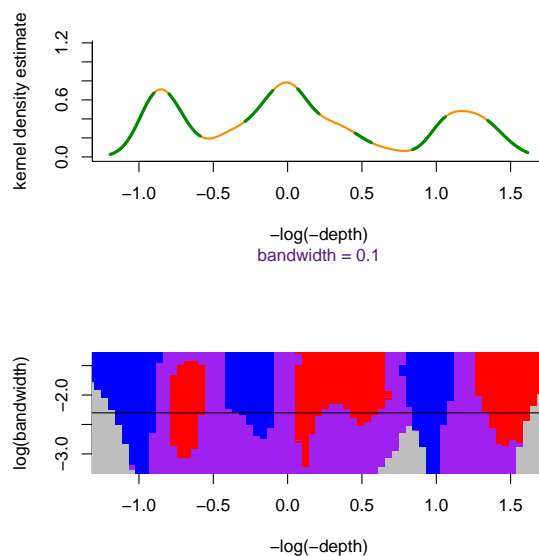 kernel density estimate
1.2
0.6
0.0
−1.0 −0.5 0.0 0.5 1.0 1.5
−log(−depth)
bandwidth = 0.1
log(bandwidth)
−2.0
−3.0
−1.0 −0.5 0.0 0.5 1.0 1.5
−log(−depth)